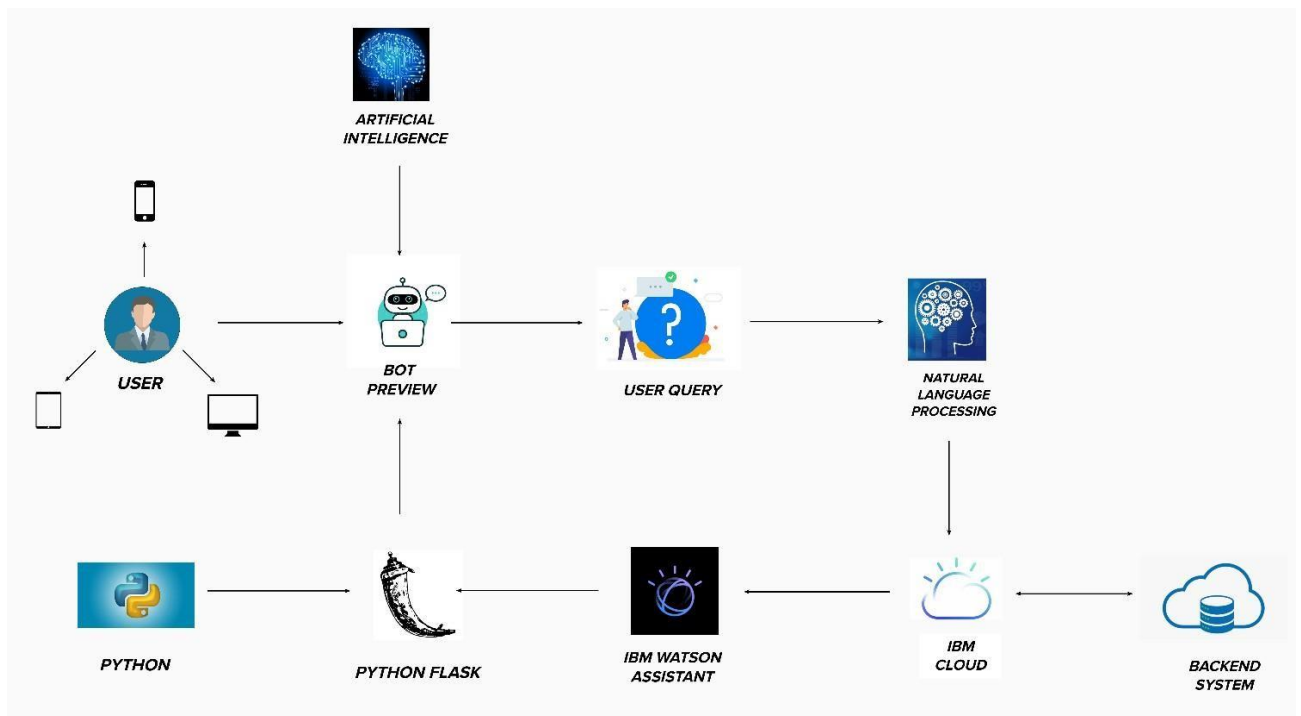 ARTIFICIAL
INTELLIGENCE
USER
BOT
PREVIEW
USER QUERY
NATURAL
LANGUAGE
PROCESSING
PYTHON
PYTHON FLASK
IBM WATSON
ASSISTANT
IBM
CLOUD
BACKEND
SYSTEM